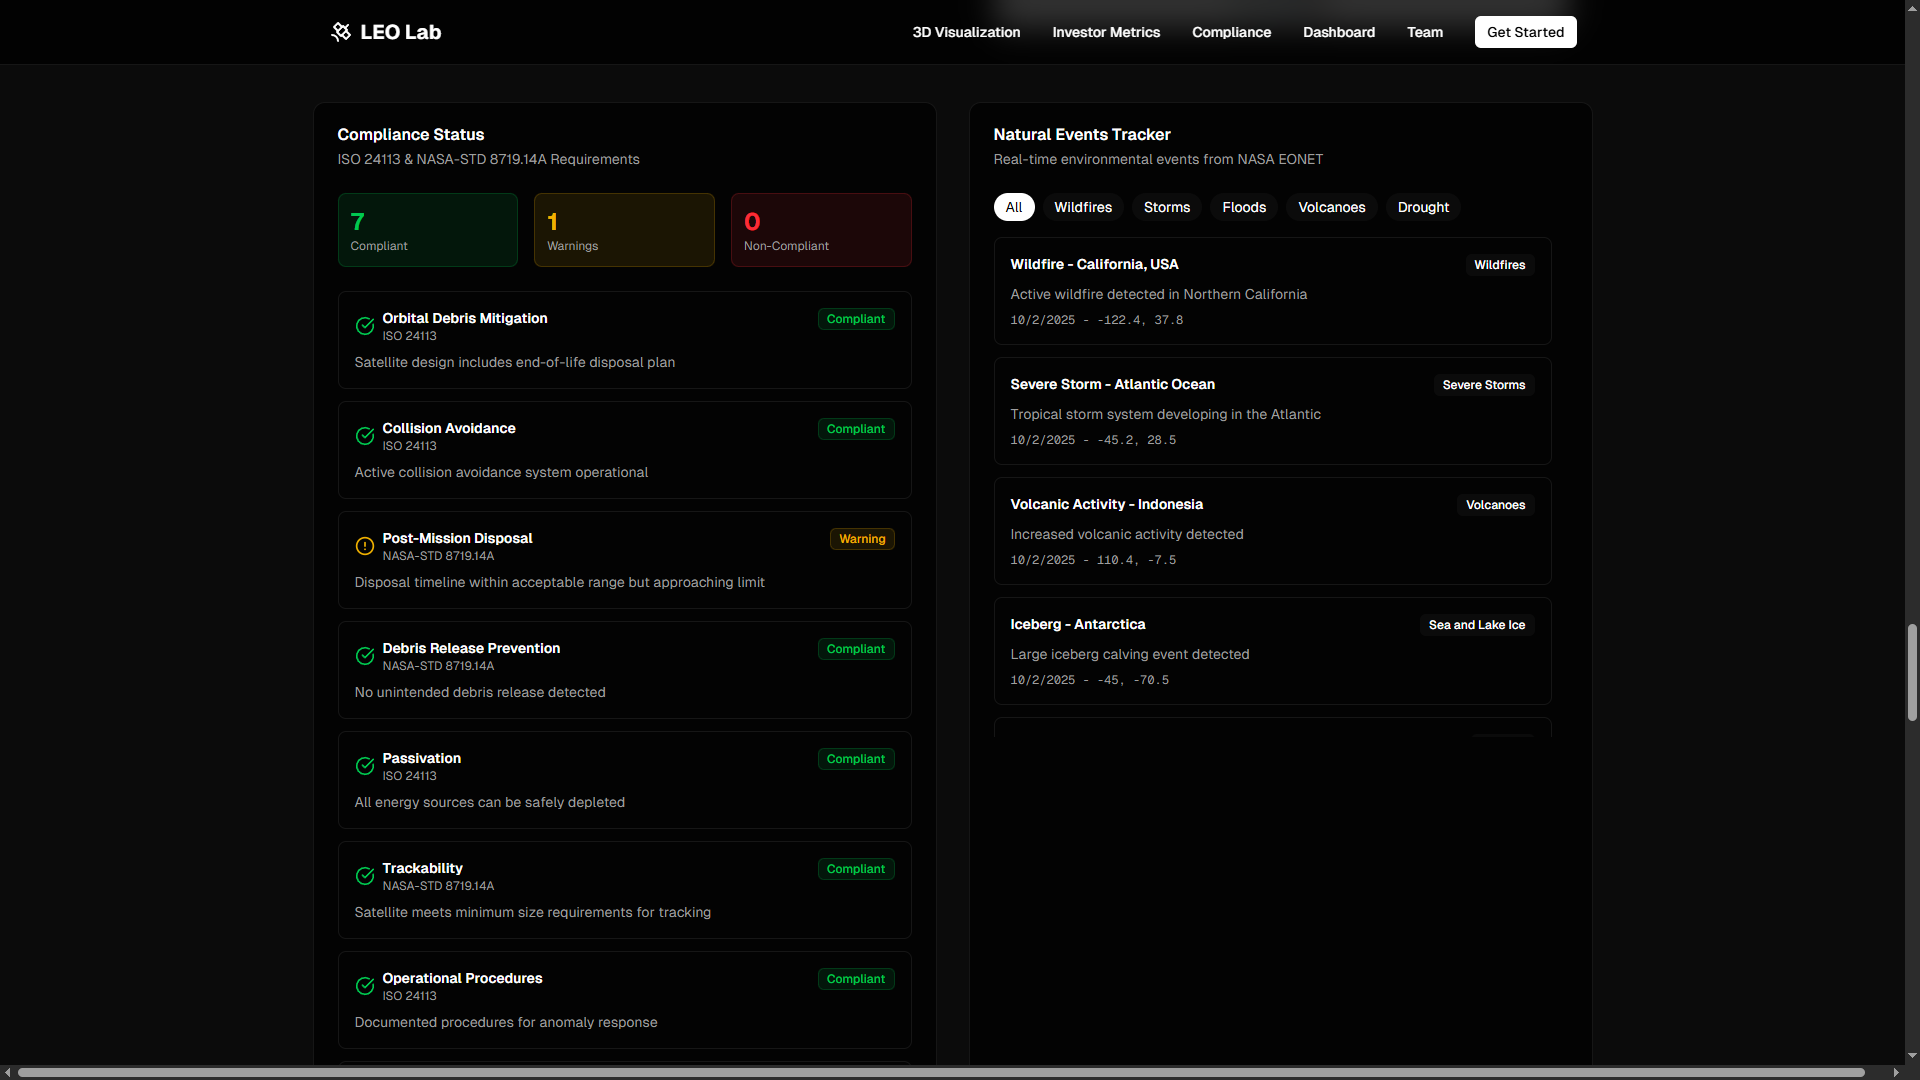 LEO Lab
3D Visualization
Investor Metrics
Compliance
Dashboard
Team
Get Started
Compliance Status
ISO 24113 & NASA-STD 8719.14A Requirements
7
Compliant
1
Warnings
0
Non-Compliant
Orbital Debris Mitigation
Compliant
ISO 24113
Satellite design includes end-of-life disposal plan
Collision Avoidance
Compliant
ISO 24113
Active collision avoidance system operational
Post-Mission Disposal
Warning
NASA-STD 8719.14A
Disposal timeline within acceptable range but approaching limit
Debris Release Prevention
Compliant
NASA-STD 8719.14A
No unintended debris release detected
Passivation
Compliant
ISO 24113
All energy sources can be safely depleted
Trackability
Compliant
NASA-STD 8719.14A
Satellite meets minimum size requirements for tracking
Operational Procedures
Compliant
ISO 24113
Documented procedures for anomaly response
Natural Events Tracker
Real-time environmental events from NASA EONET
All
Wildfires
Storms
Floods
Volcanoes
Drought
Wildfire - California, USA
Wildfires
Active wildfire detected in Northern California
10/2/2025 - -122.4, 37.8
Severe Storm - Atlantic Ocean
Severe Storms
Tropical storm system developing in the Atlantic
10/2/2025 - -45.2, 28.5
Volcanic Activity - Indonesia
Volcanoes
Increased volcanic activity detected
10/2/2025 - 110.4, -7.5
Iceberg - Antarctica
Sea and Lake Ice
Large iceberg calving event detected
10/2/2025 - -45, -70.5